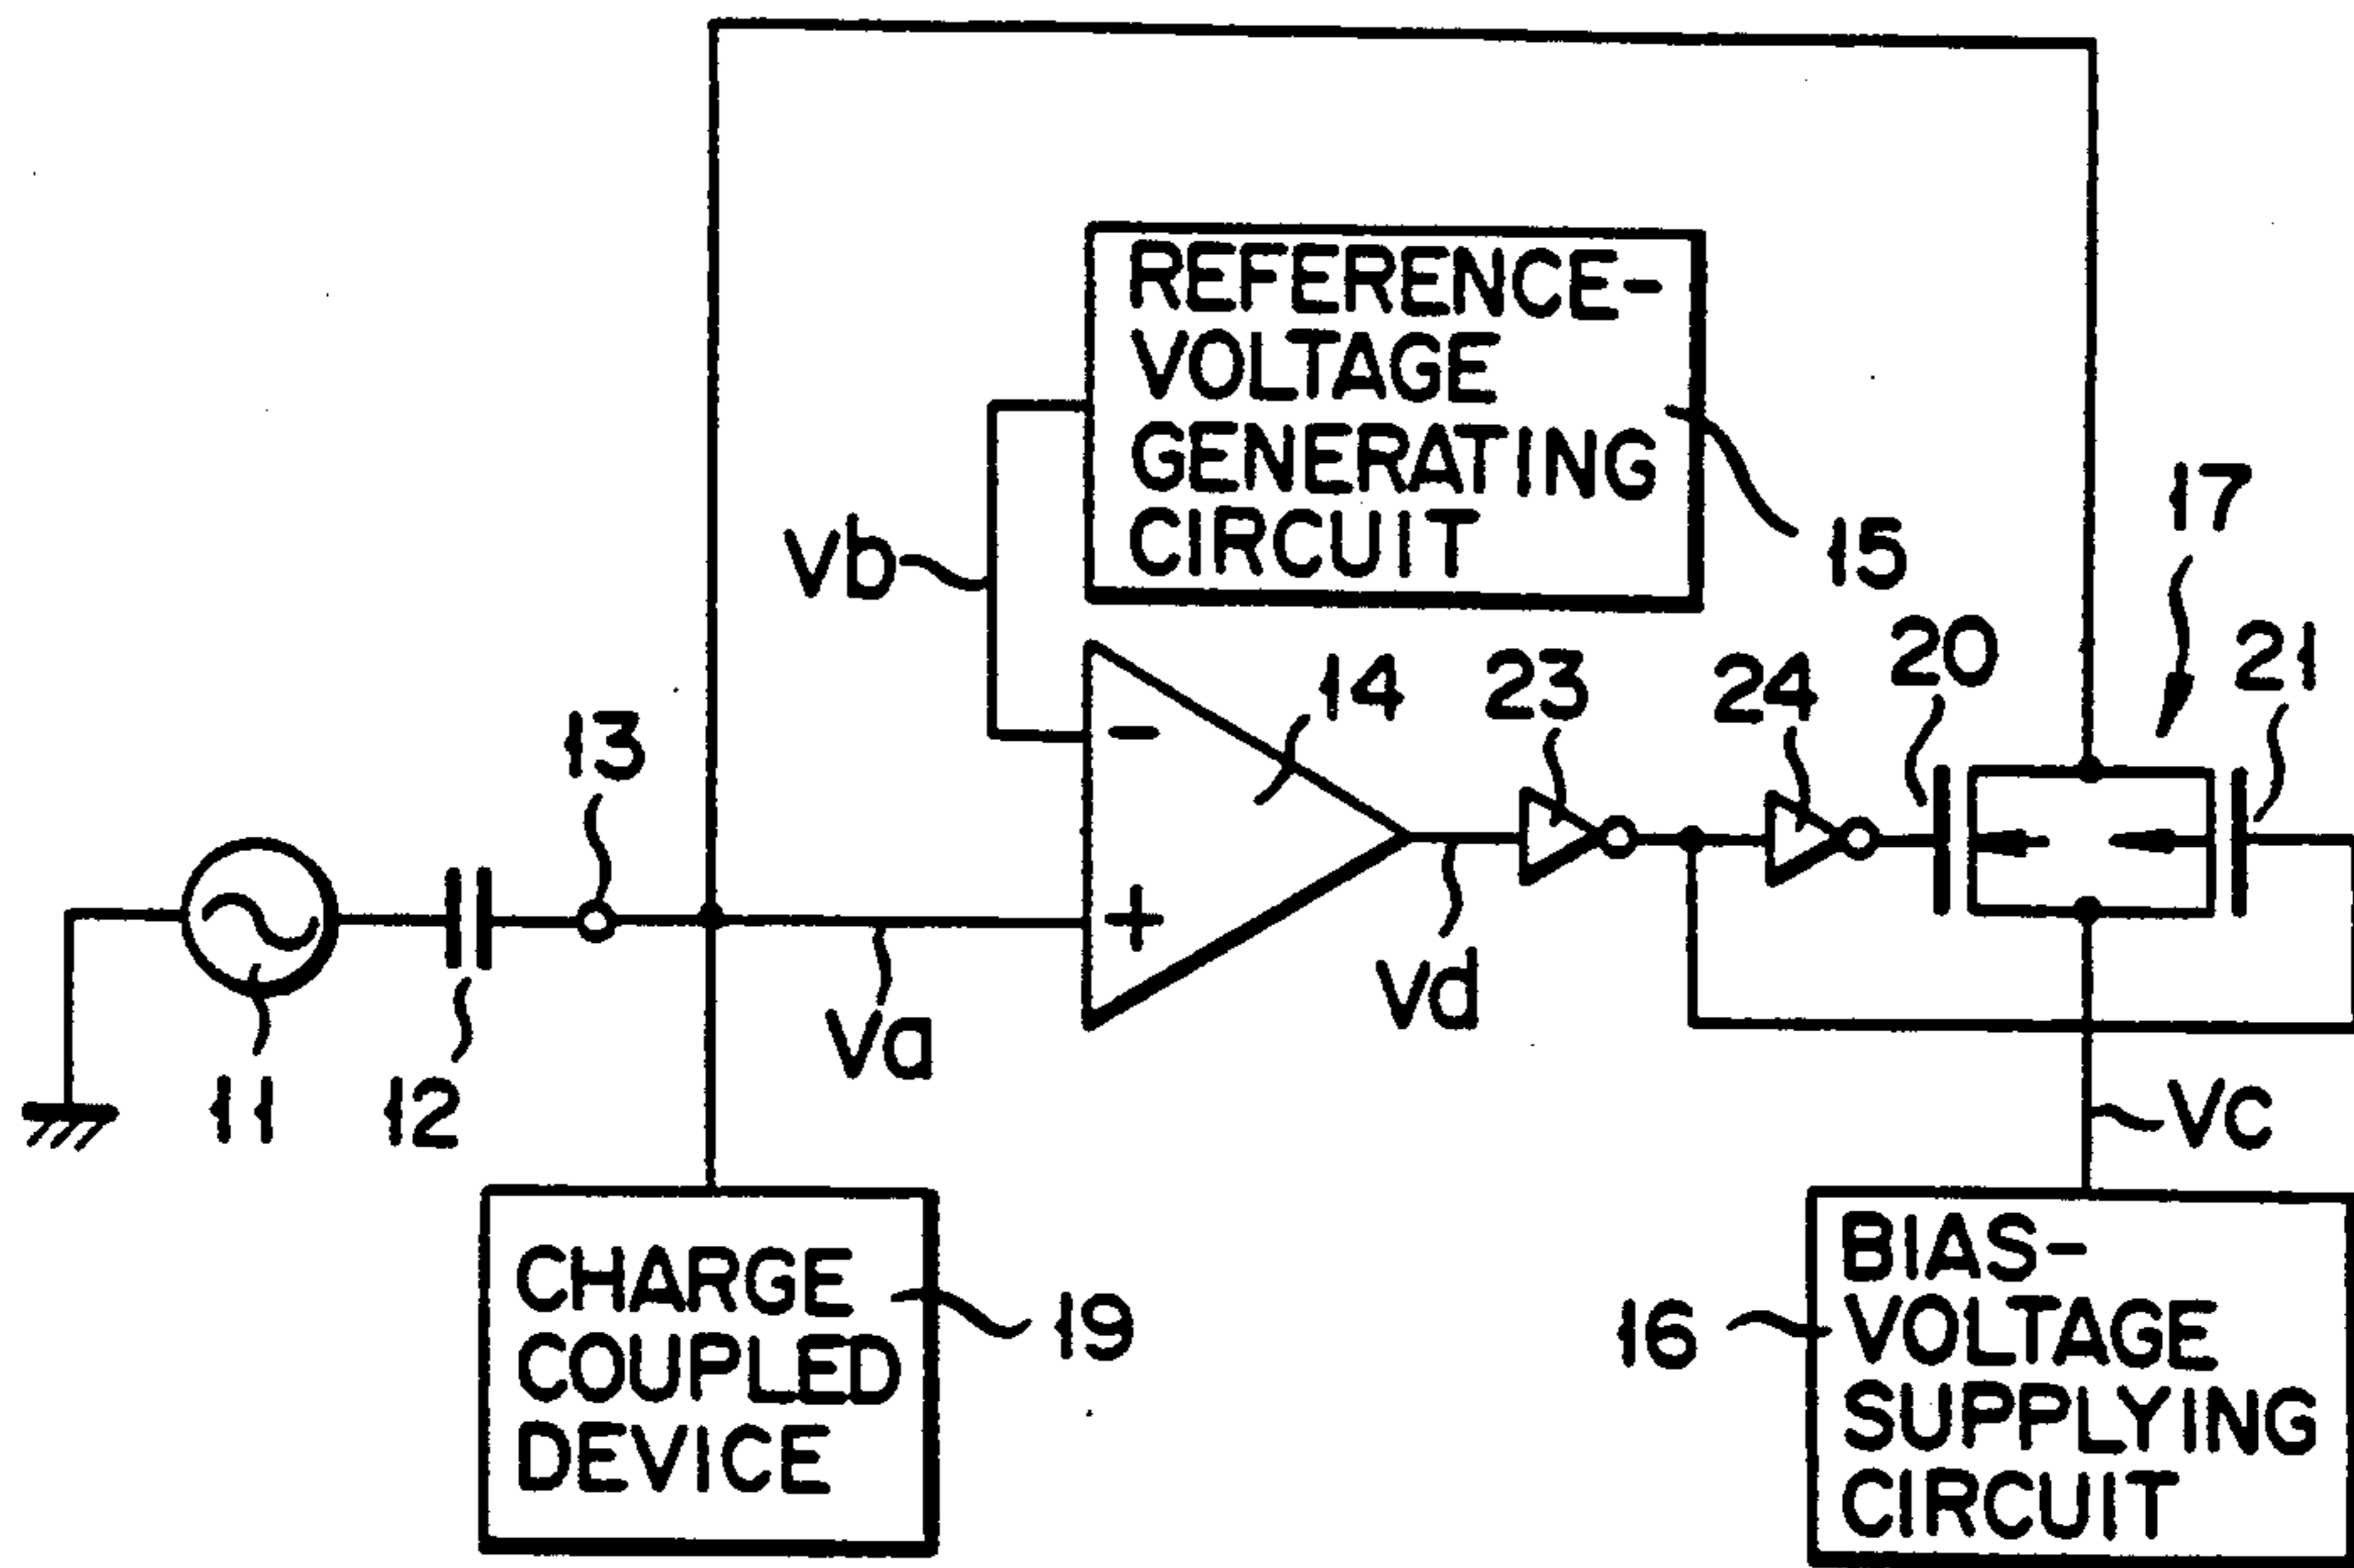 REFERENCE-
VOLTAGE
GENERATING
CIRCUIT
15
17
Vb
20
21
14
23
24
13
-
+
Va
Vd
11
12
Vc
CHARGE
COUPLED
DEVICE
19
BIAS-
VOLTAGE
SUPPLYING
CIRCUIT
16